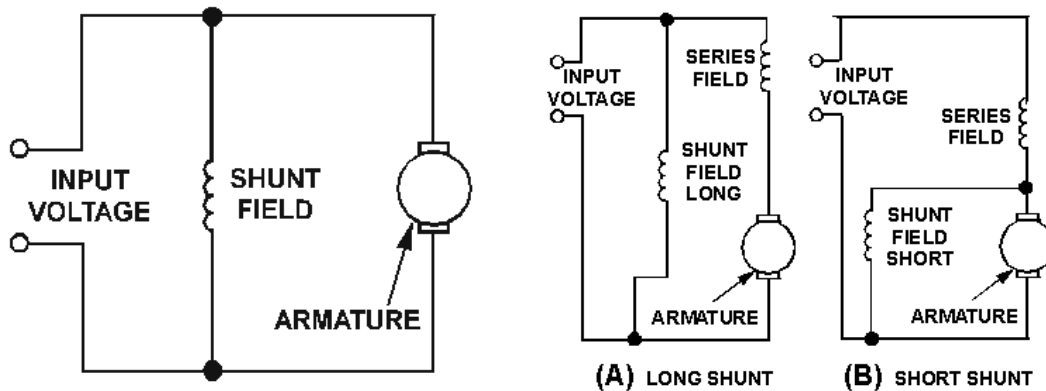 INPUT
VOLTAGE
SHUNT
FIELD
ARMATURE
INPUT
VOLTAGE
SERIES
FIELD
SHUNT
FIELD
LONG
ARMATURE
(A) LONG SHUNT
INPUT
VOLTAGE
SERIES
FIELD
SHUNT
FIELD
SHORT
ARMATURE
(B) SHORT SHUNT